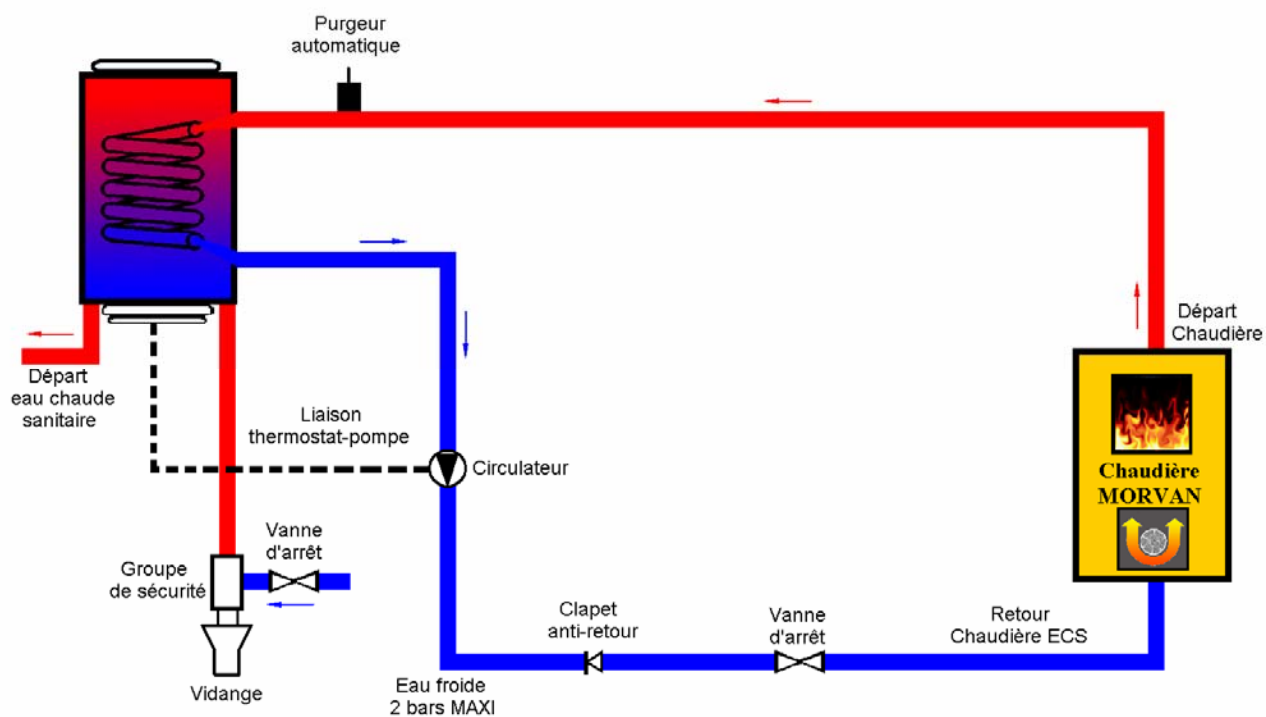 Purgeur
automatique
Départ
Chaudière
Départ
eau chaude
sanitaire
Liaison
thermostat-pompe
Circulateur
Chaudière
MORVAN
Vanne
d'arrêt
Groupe
de sécurité
Clapet
anti-retour
Vanne
d'arrêt
Retour
Chaudière ECS
Vidange
Eau froide
2 bars MAXI